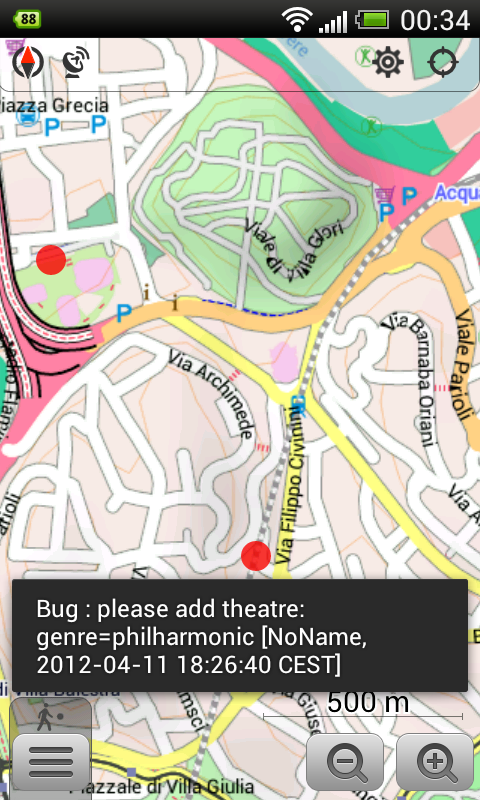 88
00:34
iazza Grecia
P
P
P
P
Acqua
Viale di Villa Glori
P
i
i
Via Archimede
Via Barnaba Oriani
Viale Parioli
Via Filippo Civinini
Bug : please add theatre:
genre=philharmonic [NoName,
2012-04-11 18:26:40 CEST]
500 m
Via Giuse
Piazzale di Villa Giulia